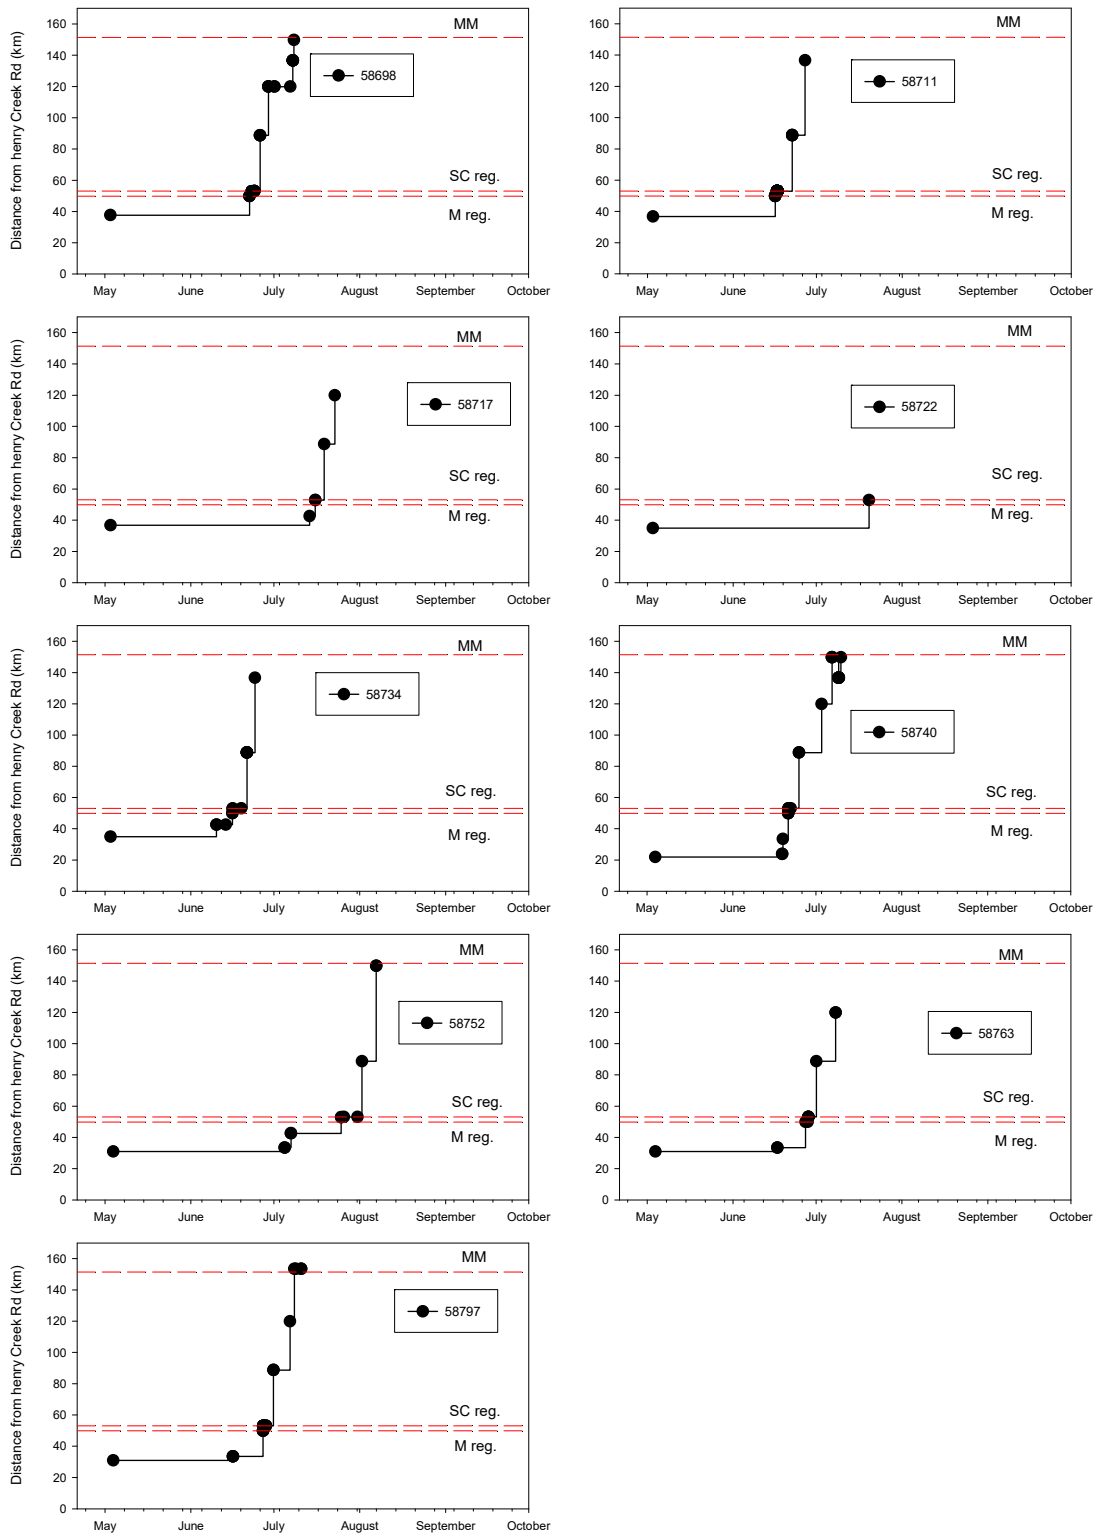 Distance from henry Creek Rd (km)
160
140
120
100
80
60
40
20
0
MM
58698
SC reg.
M reg.
May June July August September October
160
140
120
100
80
60
40
20
0
MM
58711
SC reg.
M reg.
May June July August September October
Distance from henry Creek Rd (km)
160
140
120
100
80
60
40
20
0
MM
58717
SC reg.
M reg.
May June July August September October
160
140
120
100
80
60
40
20
0
MM
58722
SC reg.
M reg.
May June July August September October
Distance from henry Creek Rd (km)
160
140
120
100
80
60
40
20
0
MM
58734
SC reg.
M reg.
May June July August September October
160
140
120
100
80
60
40
20
0
MM
58740
SC reg.
M reg.
May June July August September October
Distance from henry Creek Rd (km)
160
140
120
100
80
60
40
20
0
MM
58752
SC reg.
M reg.
May June July August September October
160
140
120
100
80
60
40
20
0
MM
58763
SC reg.
M reg.
May June July August September October
Distance from henry Creek Rd (km)
160
140
120
100
80
60
40
20
0
MM
58797
SC reg.
M reg.
May June July August September October